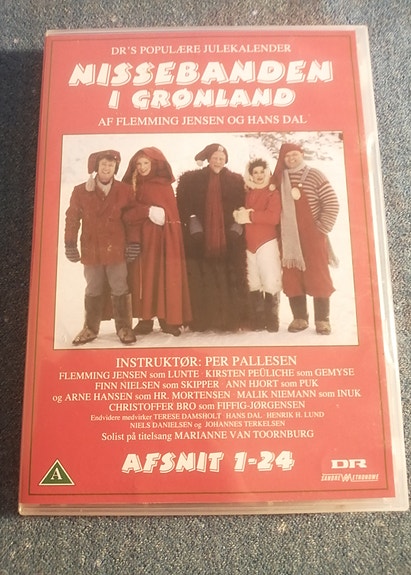 DR'S POPULÆRE JULEKALENDER
NISSEBANDEN
I GRØNLAND
AF FLEMMING JENSEN OG HANS DAL
INSTRUKTØR: PER PALLESEN
FLEMMING JENSEN som LUNTE KIRSTEN PEÜLICHE som GEMYSE
FINN NIELSEN som SKIPPER ANN HJORT som PUK
og ARNE HANSEN som HR. MORTENSEN MALIK NIEMANN som INUK
CHRISTOFFER BRO som FIFFIG-JØRGENSEN
Endvidere medvirker TERESE DAMSHOLT HANS DAL HENRIK H. LUND
NIELS DANIELSEN og JOHANNES TERKELSEN
Solist på titelsang MARIANNE VAN TOORNBURG
A
AFSNIT 1-24
DR
SANDREW METRONOME